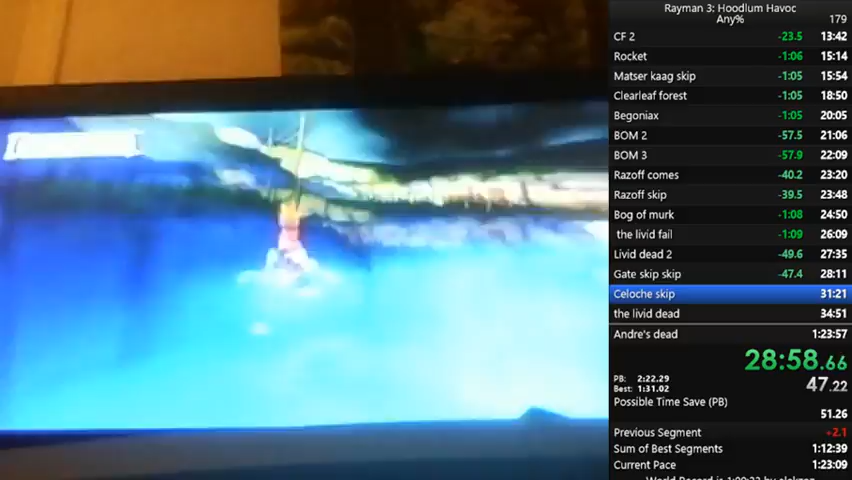 Rayman 3: Hoodlum Havoc
Any% 179
CF 2 -23.5 13:42
Rocket -1:06 15:14
Matser kaag skip -1:05 15:54
Clearleaf forest -1:05 18:50
Begoniax -1:05 20:05
BOM 2 -57.5 21:06
BOM 3 -57.9 22:09
Razoff comes -40.2 23:20
Razoff skip -39.5 23:48
Bog of murk -1:08 24:50
the livid fail -1:09 26:09
Livid dead 2 -49.6 27:35
Gate skip skip -47.4 28:11
Celoche skip 31:21
the livid dead 34:51
Andre's dead 1:23:57
28:58.66
PB: 2:22.29
Best: 1:31.02
47.22
Possible Time Save (PB)
51.26
Previous Segment +2.1
Sum of Best Segments 1:12:39
Current Pace 1:23:09